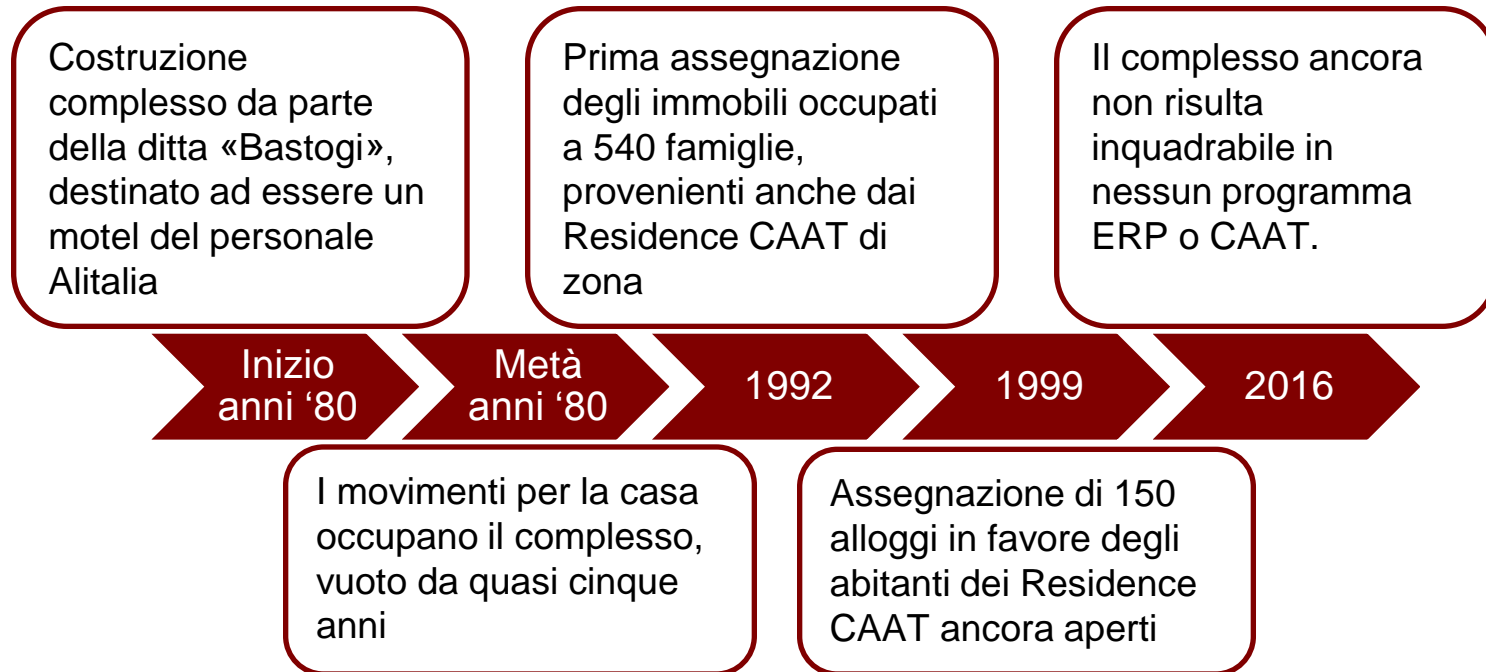 Costruzione
complesso da parte
della ditta «Bastogi»,
destinato ad essere un
motel del personale
Alitalia
Prima assegnazione
degli immobili occupati
a 540 famiglie,
provenienti anche dai
Residence CAAT di
zona
Il complesso ancora
non risulta
inquadrabile in
nessun programma
ERP o CAAT.
Inizio
anni ‘80
Metà
anni ‘80
1992
1999
2016
I movimenti per la casa
occupano il complesso,
vuoto da quasi cinque
anni
Assegnazione di 150
alloggi in favore degli
abitanti dei Residence
CAAT ancora aperti